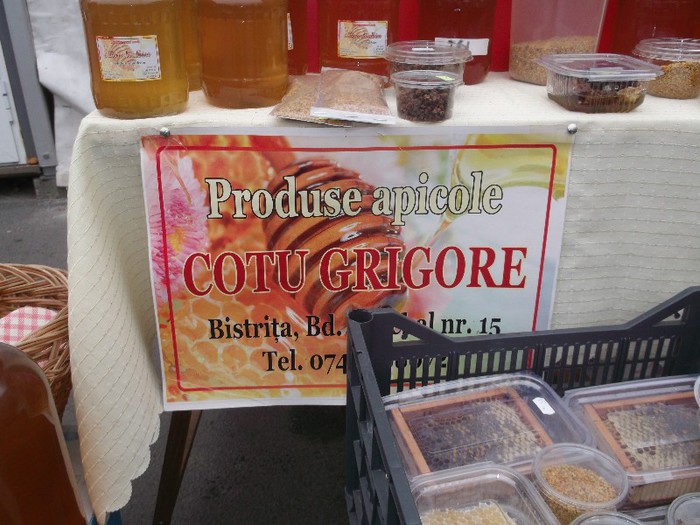 Produse apicole
COTU GRIGORE
Bistrița, Bd. nr. 15
Tel. 074